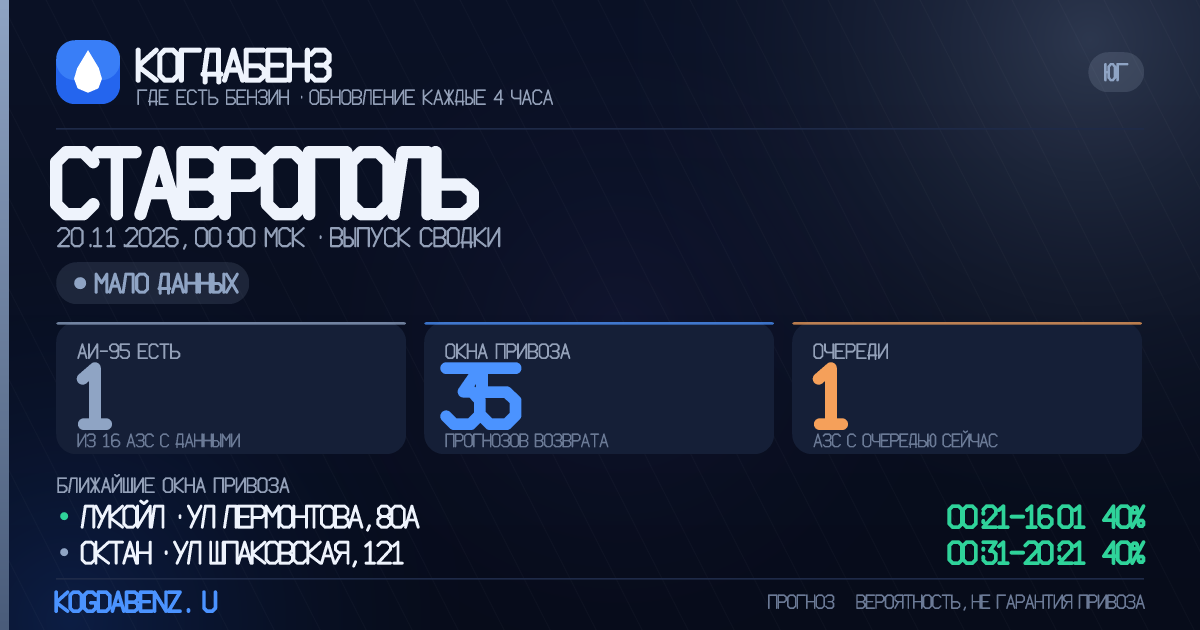 КОГДАБЕНЗ
ГДЕ ЕСТЬ БЕНЗИН · ОБНОВЛЕНИЕ КАЖДЫЕ 4 ЧАСА
ЮГ
СТАВРОПОЛЬ
20.11.2026, 00:00 МСК · ВЫПУСК СВОДКИ
МАЛО ДАННЫХ
АИ-95 ЕСТЬ
1
ИЗ 16 АЗС С ДАННЫМИ
ОКНА ПРИВОЗА
35
ПРОГНОЗОВ ВОЗВРАТА
ОЧЕРЕДИ
1
АЗС С ОЧЕРЕДЬЮ СЕЙЧАС
БЛИЖАЙШИЕ ОКНА ПРИВОЗА
• ЛУКОЙЛ · УЛ ЛЕРМОНТОВА, 80А 00:21–16:01 40%
• ОКТАН · УЛ ШПАКОВСКАЯ, 121 00:31–20:21 40%
KOGDABENZ. U
ПРОГНОЗ ВЕРОЯТНОСТЬ, НЕ ГАРАНТИЯ ПРИВОЗА